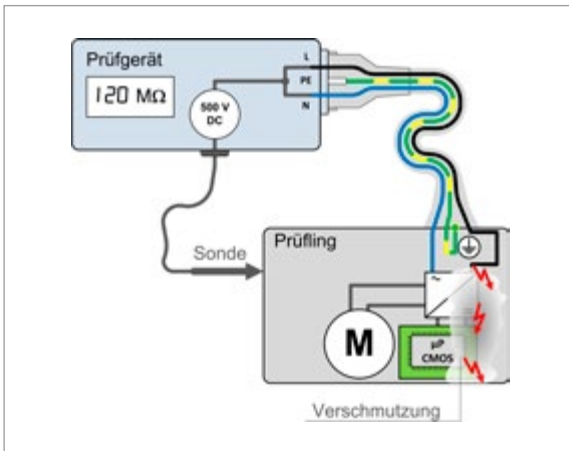 Prüfgerät
120 MΩ
500 V
DC
L
PE
N
Sonde
Prüfling
~
M
µP
CMOS
Verschmutzung